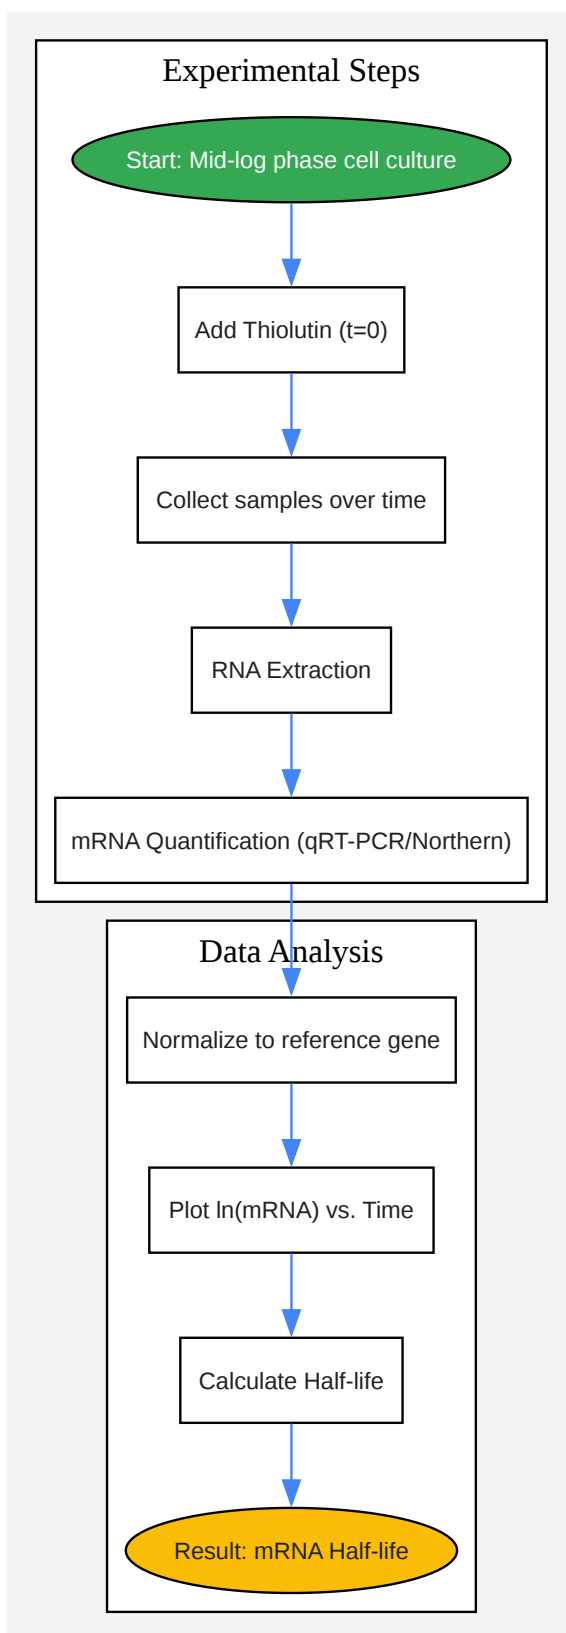 Experimental Steps
Start: Mid-log phase cell culture
Add Thiolutin (t=0)
Collect samples over time
RNA Extraction
mRNA Quantification (qRT-PCR/Northern)
Data Analysis
Normalize to reference gene
Plot ln(mRNA) vs. Time
Calculate Half-life
Result: mRNA Half-life